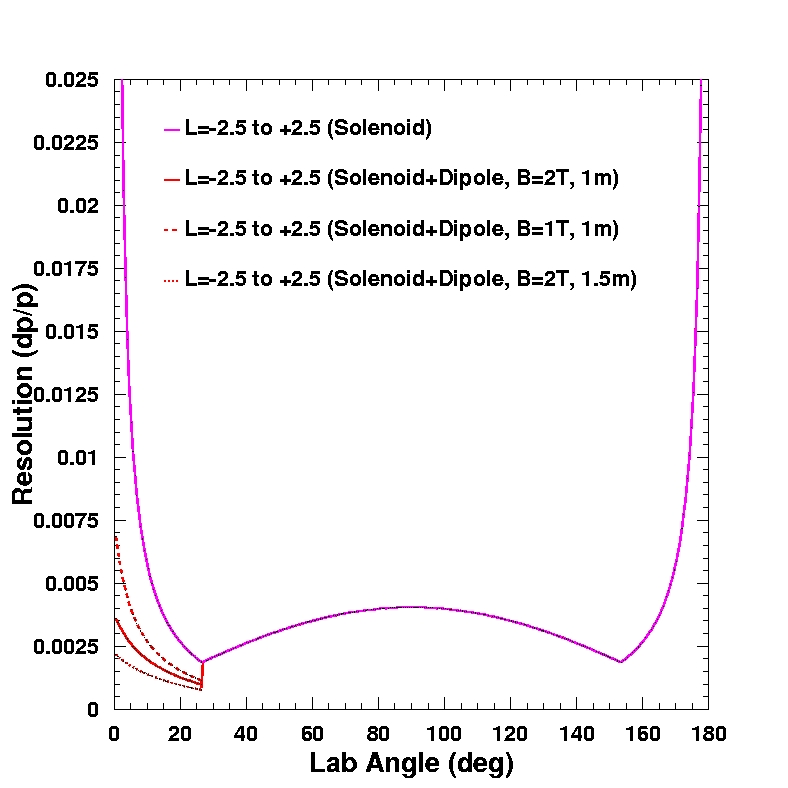 0.025
0.0225
0.02
0.0175
0.015
0.0125
0.01
0.0075
0.005
0.0025
0
Resolution (dp/p)
L=-2.5 to +2.5 (Solenoid)
L=-2.5 to +2.5 (Solenoid+Dipole, B=2T, 1m)
L=-2.5 to +2.5 (Solenoid+Dipole, B=1T, 1m)
L=-2.5 to +2.5 (Solenoid+Dipole, B=2T, 1.5m)
0 20 40 60 80 100 120 140 160 180
Lab Angle (deg)